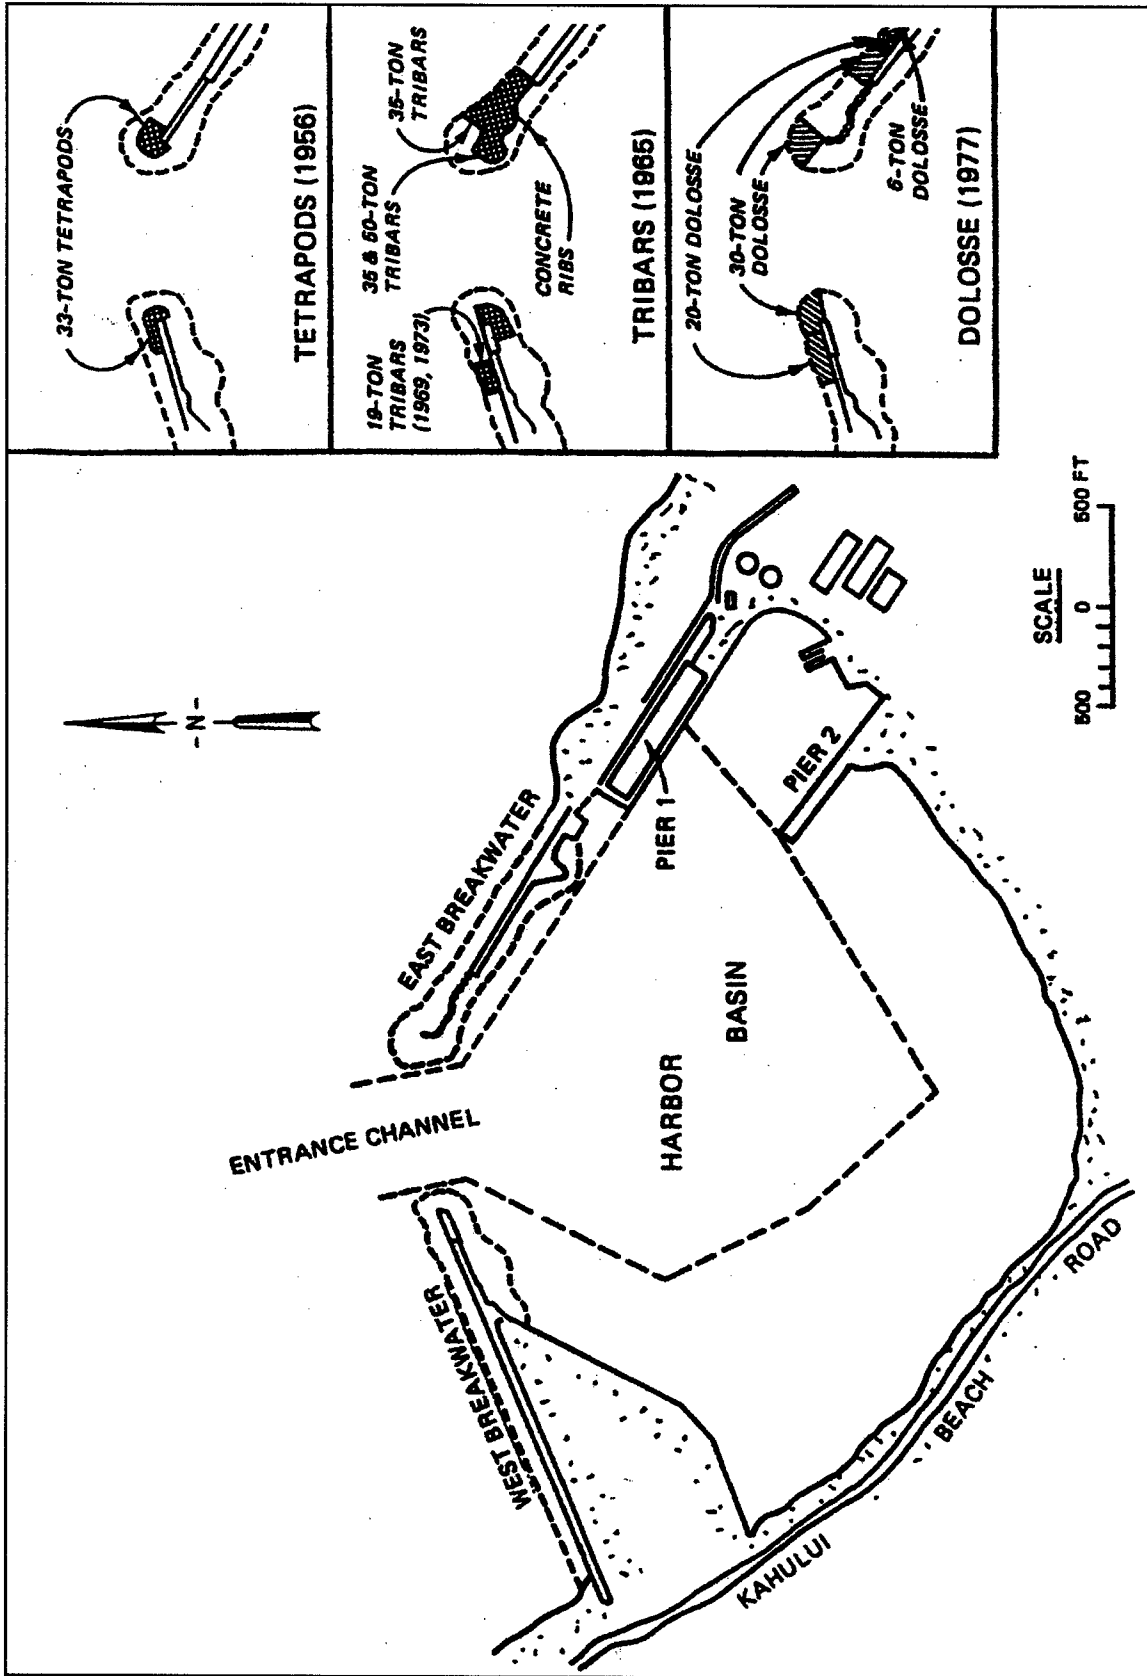 33-TON TETRAPODS
TETRAPODS (1956)
19-TON
TRIBARS
(1969, 1973)
35 & 50-TON
TRIBARS
35-TON
TRIBARS
CONCRETE
RIBS
TRIBARS (1965)
20-TON DOLOSSE
30-TON
DOLOSSE
6-TON
DOLOSSE
DOLOSSE (1977)
- N -
ENTRANCE CHANNEL
WEST BREAKWATER
EAST BREAKWATER
HARBOR
BASIN
PIER 1
PIER 2
KAHULUI
BEACH
ROAD
SCALE
500 0 500 FT